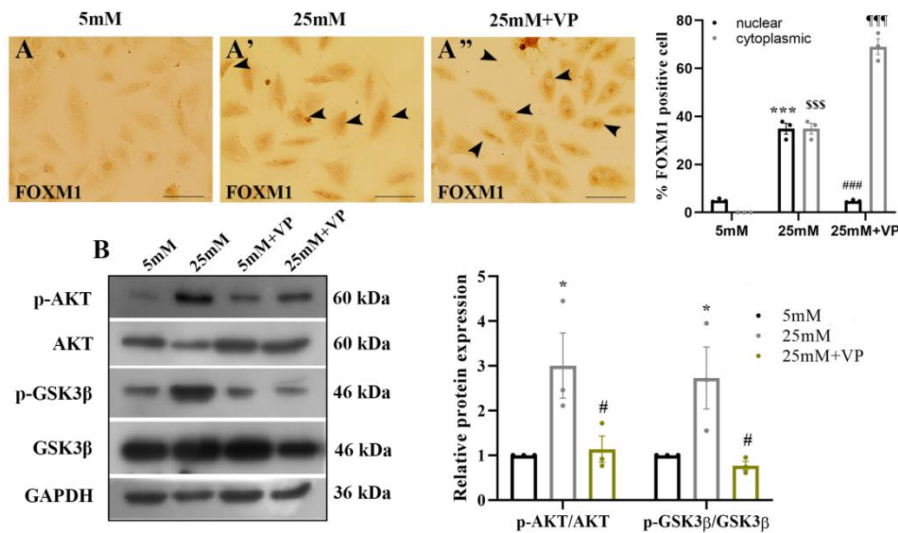 5mM 25mM 25mM+VP
A A' A"
FOXM1 FOXM1 FOXM1
% FOXM1 positive cell
80
60
40
20
0
nuclear
cytoplasmic
*** $$$ ### ¶¶¶
5mM 25mM 25mM+VP
B
5mM 25mM 5mM+VP 25mM+VP
p-AKT 60 kDa
AKT 60 kDa
p-GSK3β 46 kDa
GSK3β 46 kDa
GAPDH 36 kDa
Relative protein expression
5
4
3
2
1
0
* # * #
5mM
25mM
25mM+VP
p-AKT/AKT p-GSK3β/GSK3β